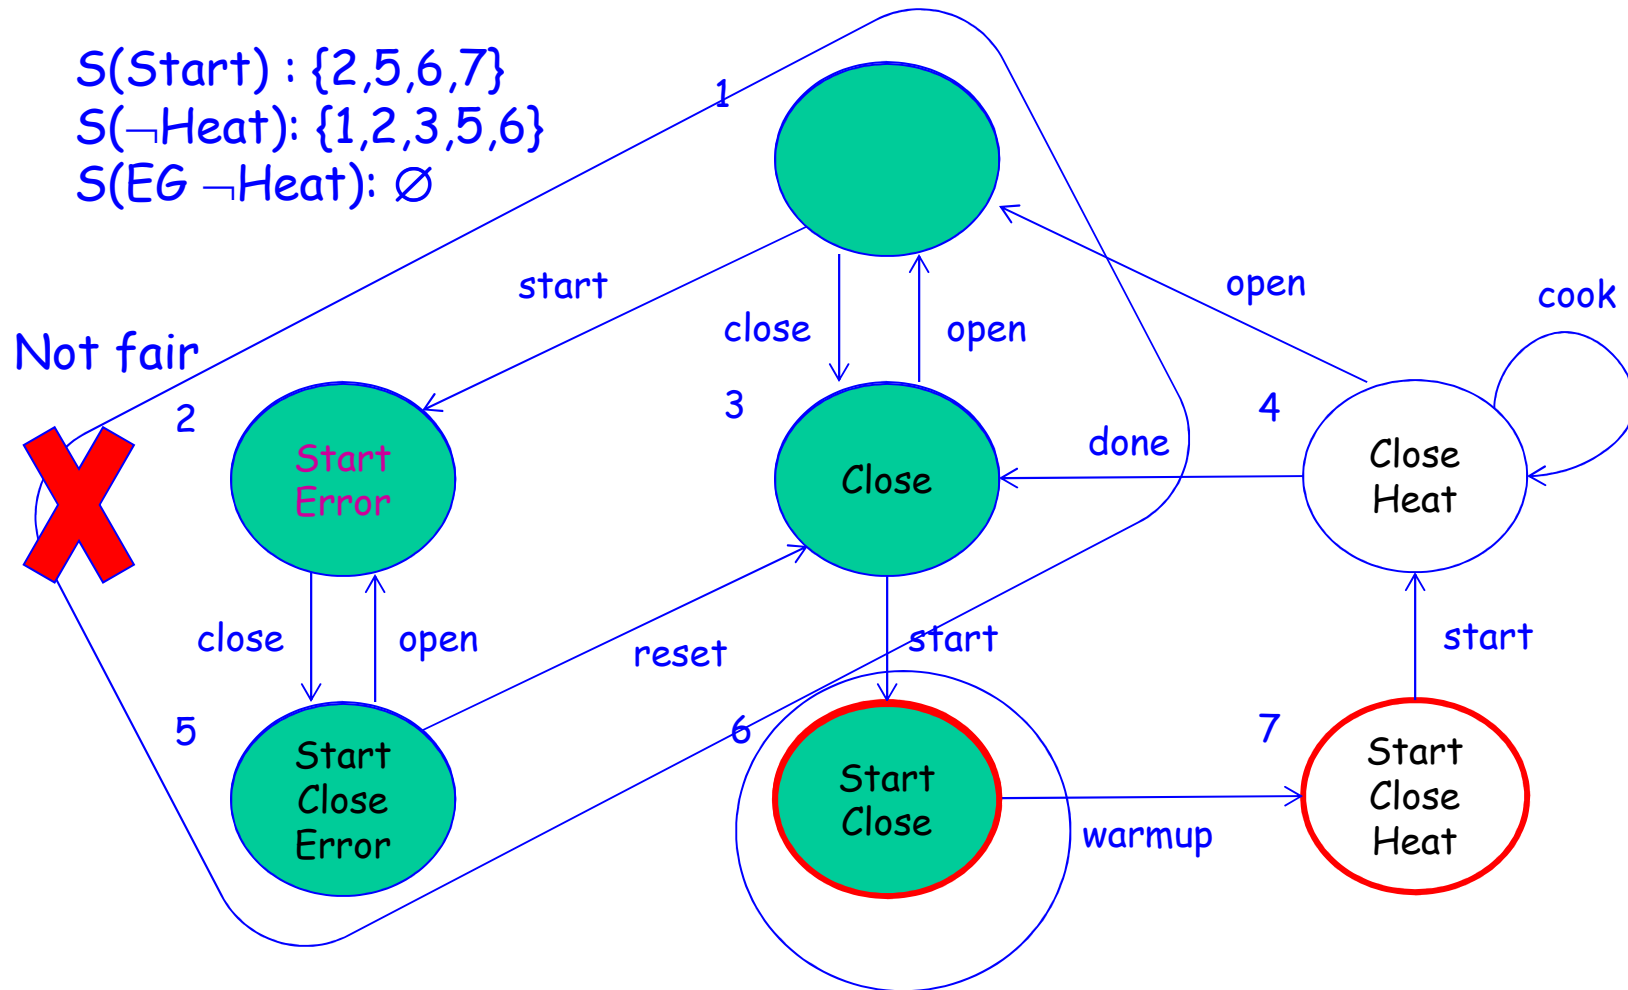 S(Start) : {2,5,6,7}
S(¬Heat): {1,2,3,5,6}
S(EG ¬Heat): ∅
1
start
close
open
open
cook
Not fair
2
3
4
Start
Error
Close
done
Close
Heat
close
open
reset
start
start
5
6
7
Start
Close
Error
Start
Close
warmup
Start
Close
Heat